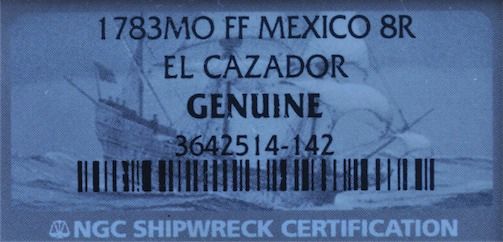 1783MO FF MEXICO 8R
EL CAZADOR
GENUINE
3642514-142
NGC SHIPWRECK CERTIFICATION